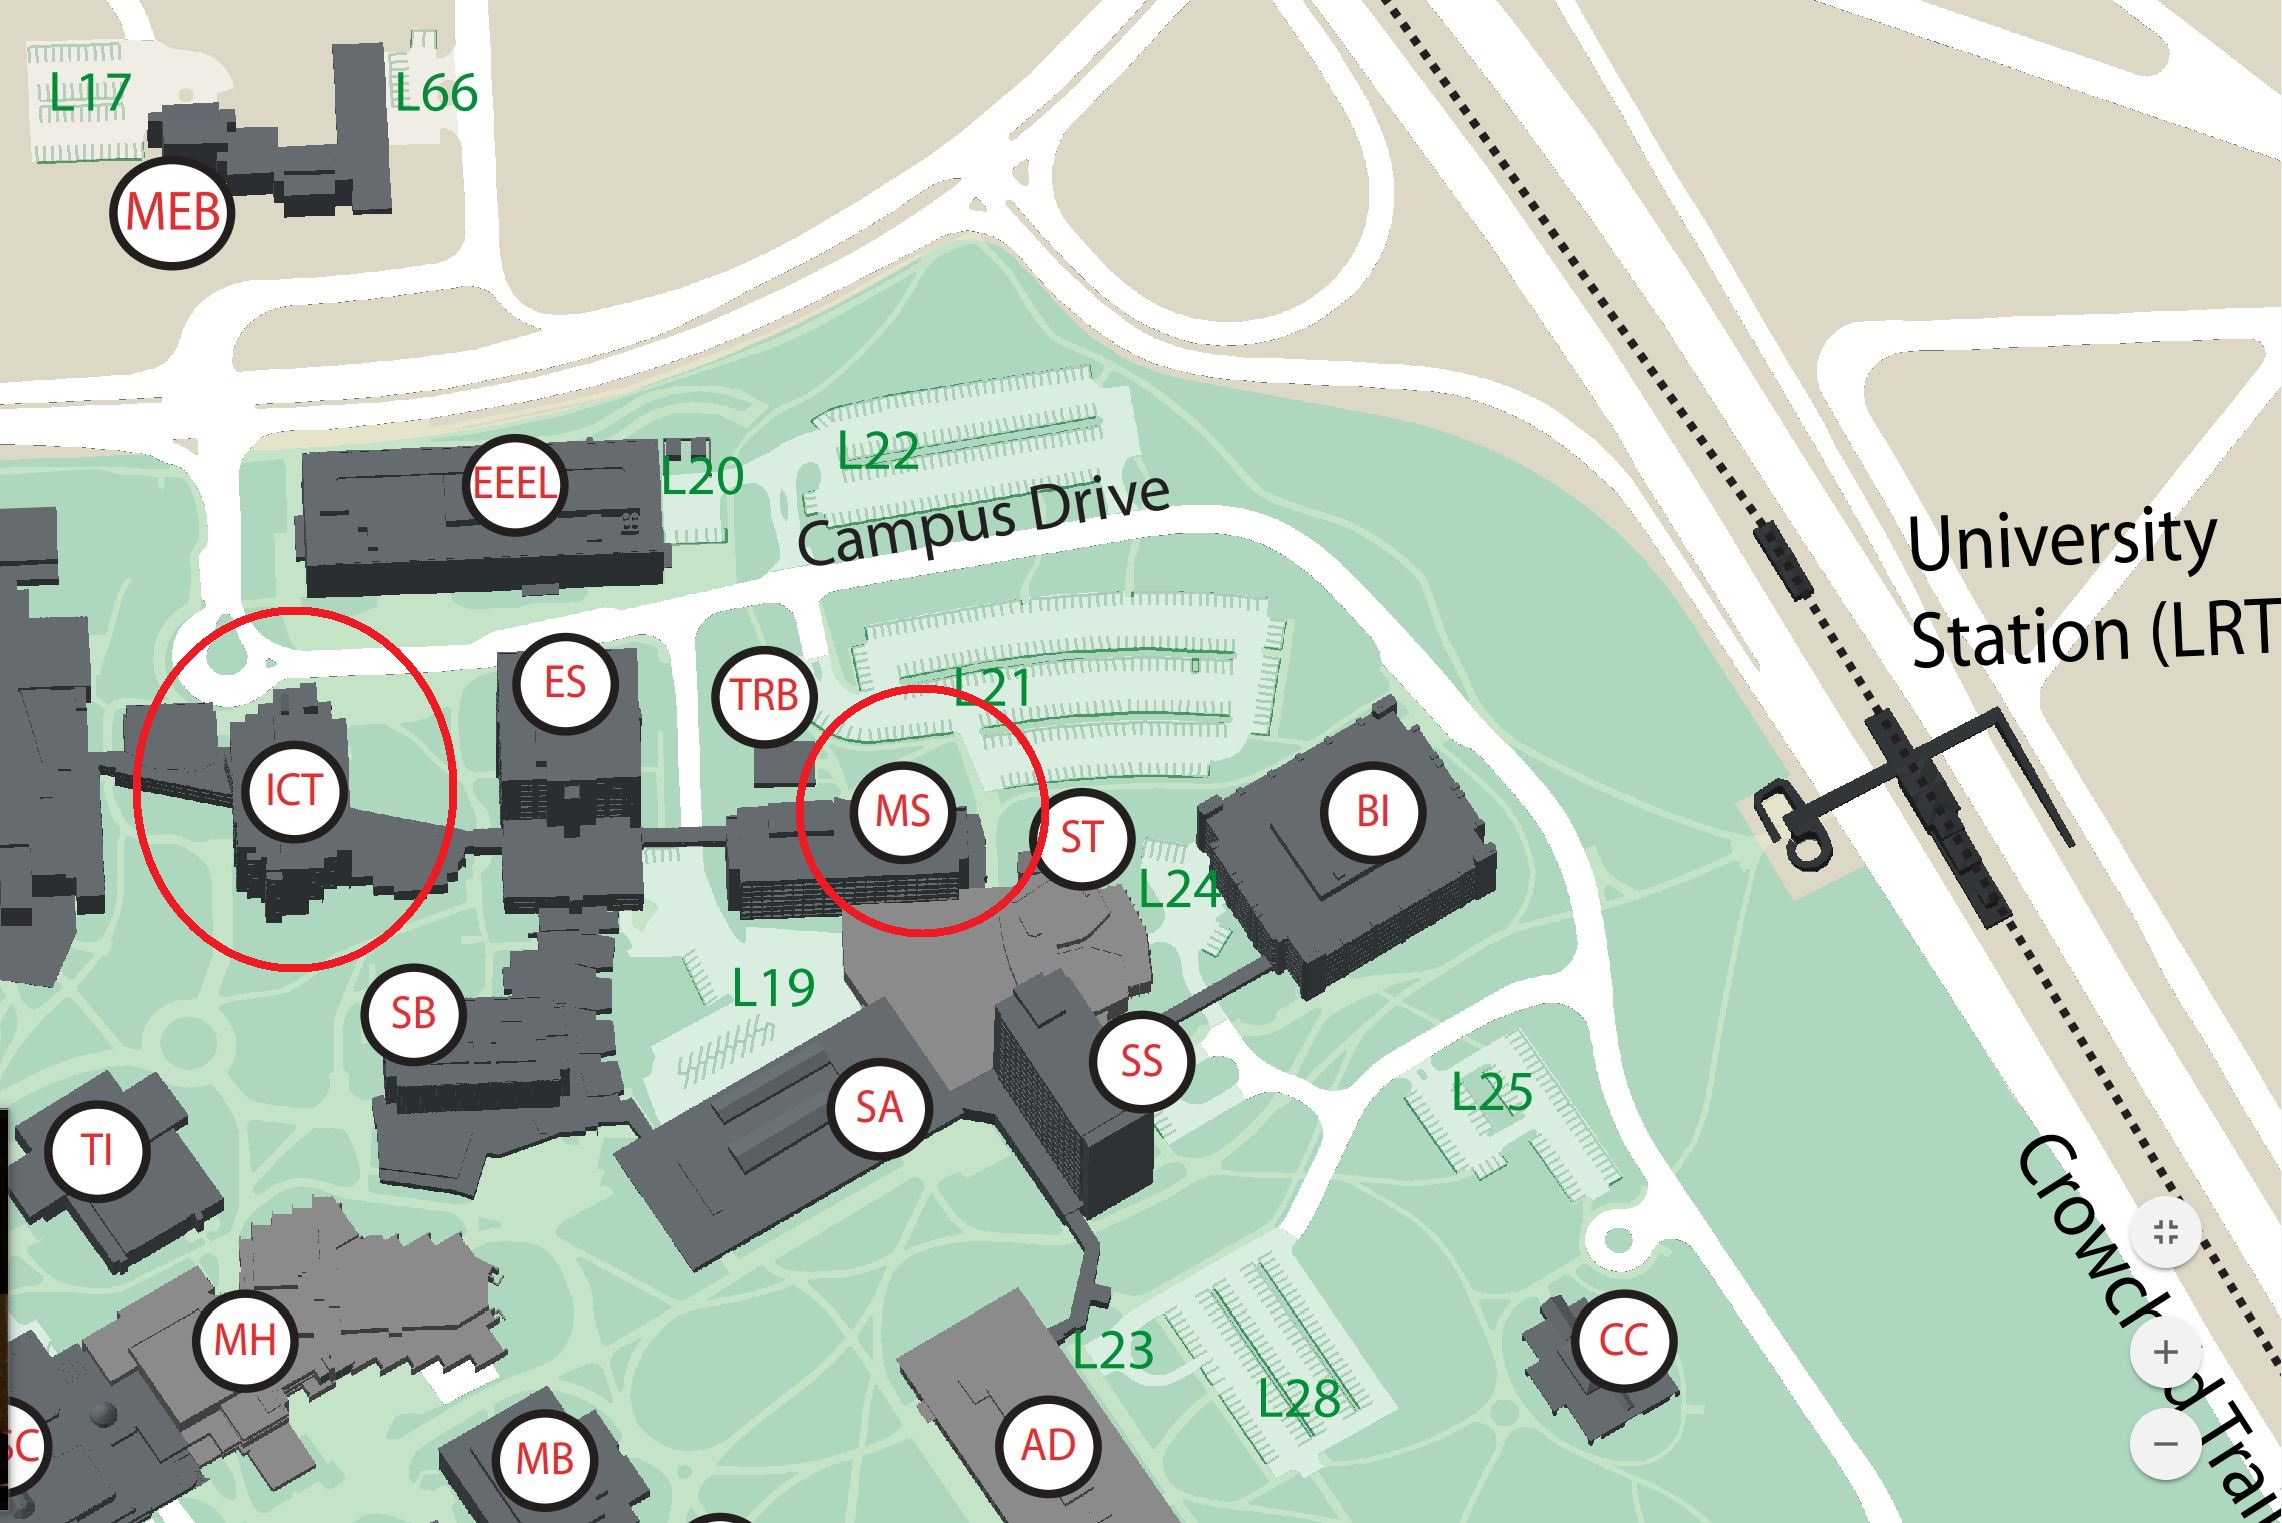 L17
L66
MEB
EEEL
L20
L22
Campus Drive
University
Station (LRT
ES
TRB
L21
ICT
MS
ST
BI
L24
L19
SB
SS
SA
L25
TI
MH
L23
L28
CC
MB
AD
Trail